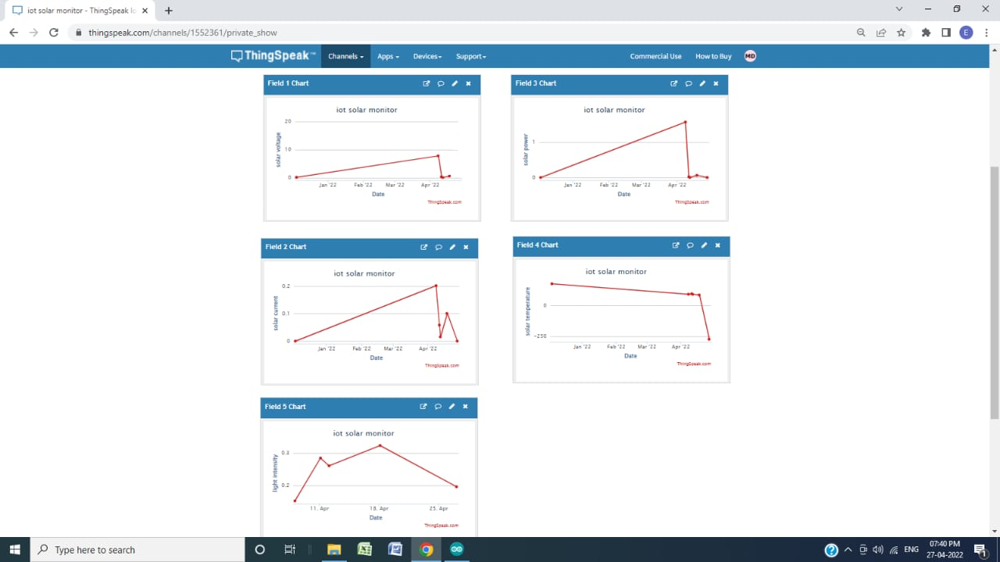 iot solar monitor - ThingSpeak Io
thingspeak.com/channels/1552361/private_show
E
ThingSpeak™
Channels
Apps
Devices
Support
Commercial Use
How to Buy
MD
Field 1 Chart
iot solar monitor
solar voltage
20
10
0
Jan '22 Feb '22 Mar '22 Apr '22
Date
ThingSpeak.com
Field 3 Chart
iot solar monitor
solar power
1
0
Jan '22 Feb '22 Mar '22 Apr '22
Date
ThingSpeak.com
Field 2 Chart
iot solar monitor
solar current
0.2
0.1
0
Jan '22 Feb '22 Mar '22 Apr '22
Date
ThingSpeak.com
Field 4 Chart
iot solar monitor
solar temperature
0
-250
Jan '22 Feb '22 Mar '22 Apr '22
Date
ThingSpeak.com
Field 5 Chart
iot solar monitor
light intensity
0.3
0.2
11. Apr 18. Apr 25. Apr
Date
ThingSpeak.com
Type here to search
ENG
07:40 PM
27-04-2022
1